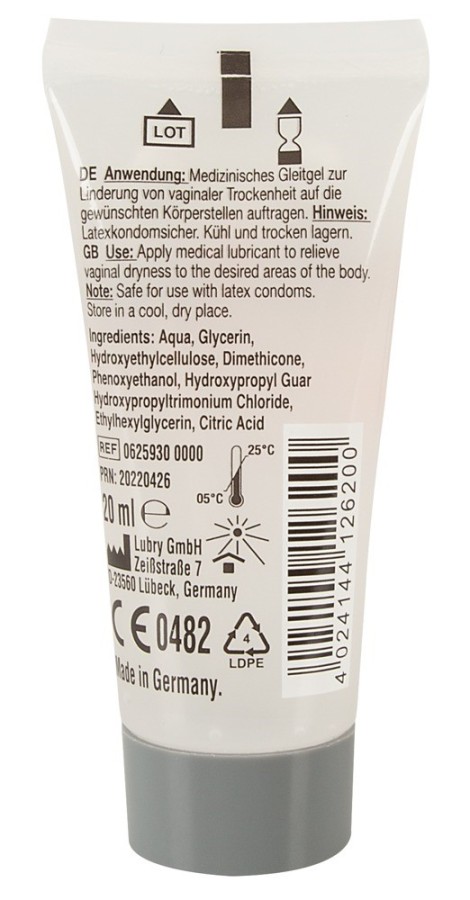 LOT
DE Anwendung: Medizinisches Gleitgel zur
Linderung von vaginaler Trockenheit auf die
gewünschten Körperstellen auftragen. Hinweis:
Latexkondomsicher. Kühl und trocken lagern.
GB Use: Apply medical lubricant to relieve
vaginal dryness to the desired areas of the body.
Note: Safe for use with latex condoms.
Store in a cool, dry place.
Ingredients: Aqua, Glycerin,
Hydroxyethylcellulose, Dimethicone,
Phenoxyethanol, Hydroxypropyl Guar
Hydroxypropyltrimonium Chloride,
Ethylhexylglycerin, Citric Acid
REF 0625930 0000
PRN: 20220426
25°C
05°C
20 ml ℮
Lubry GmbH
Zeißstraße 7
D-23560 Lübeck, Germany
CE 0482
4
LDPE
Made in Germany.
4 024144 126200